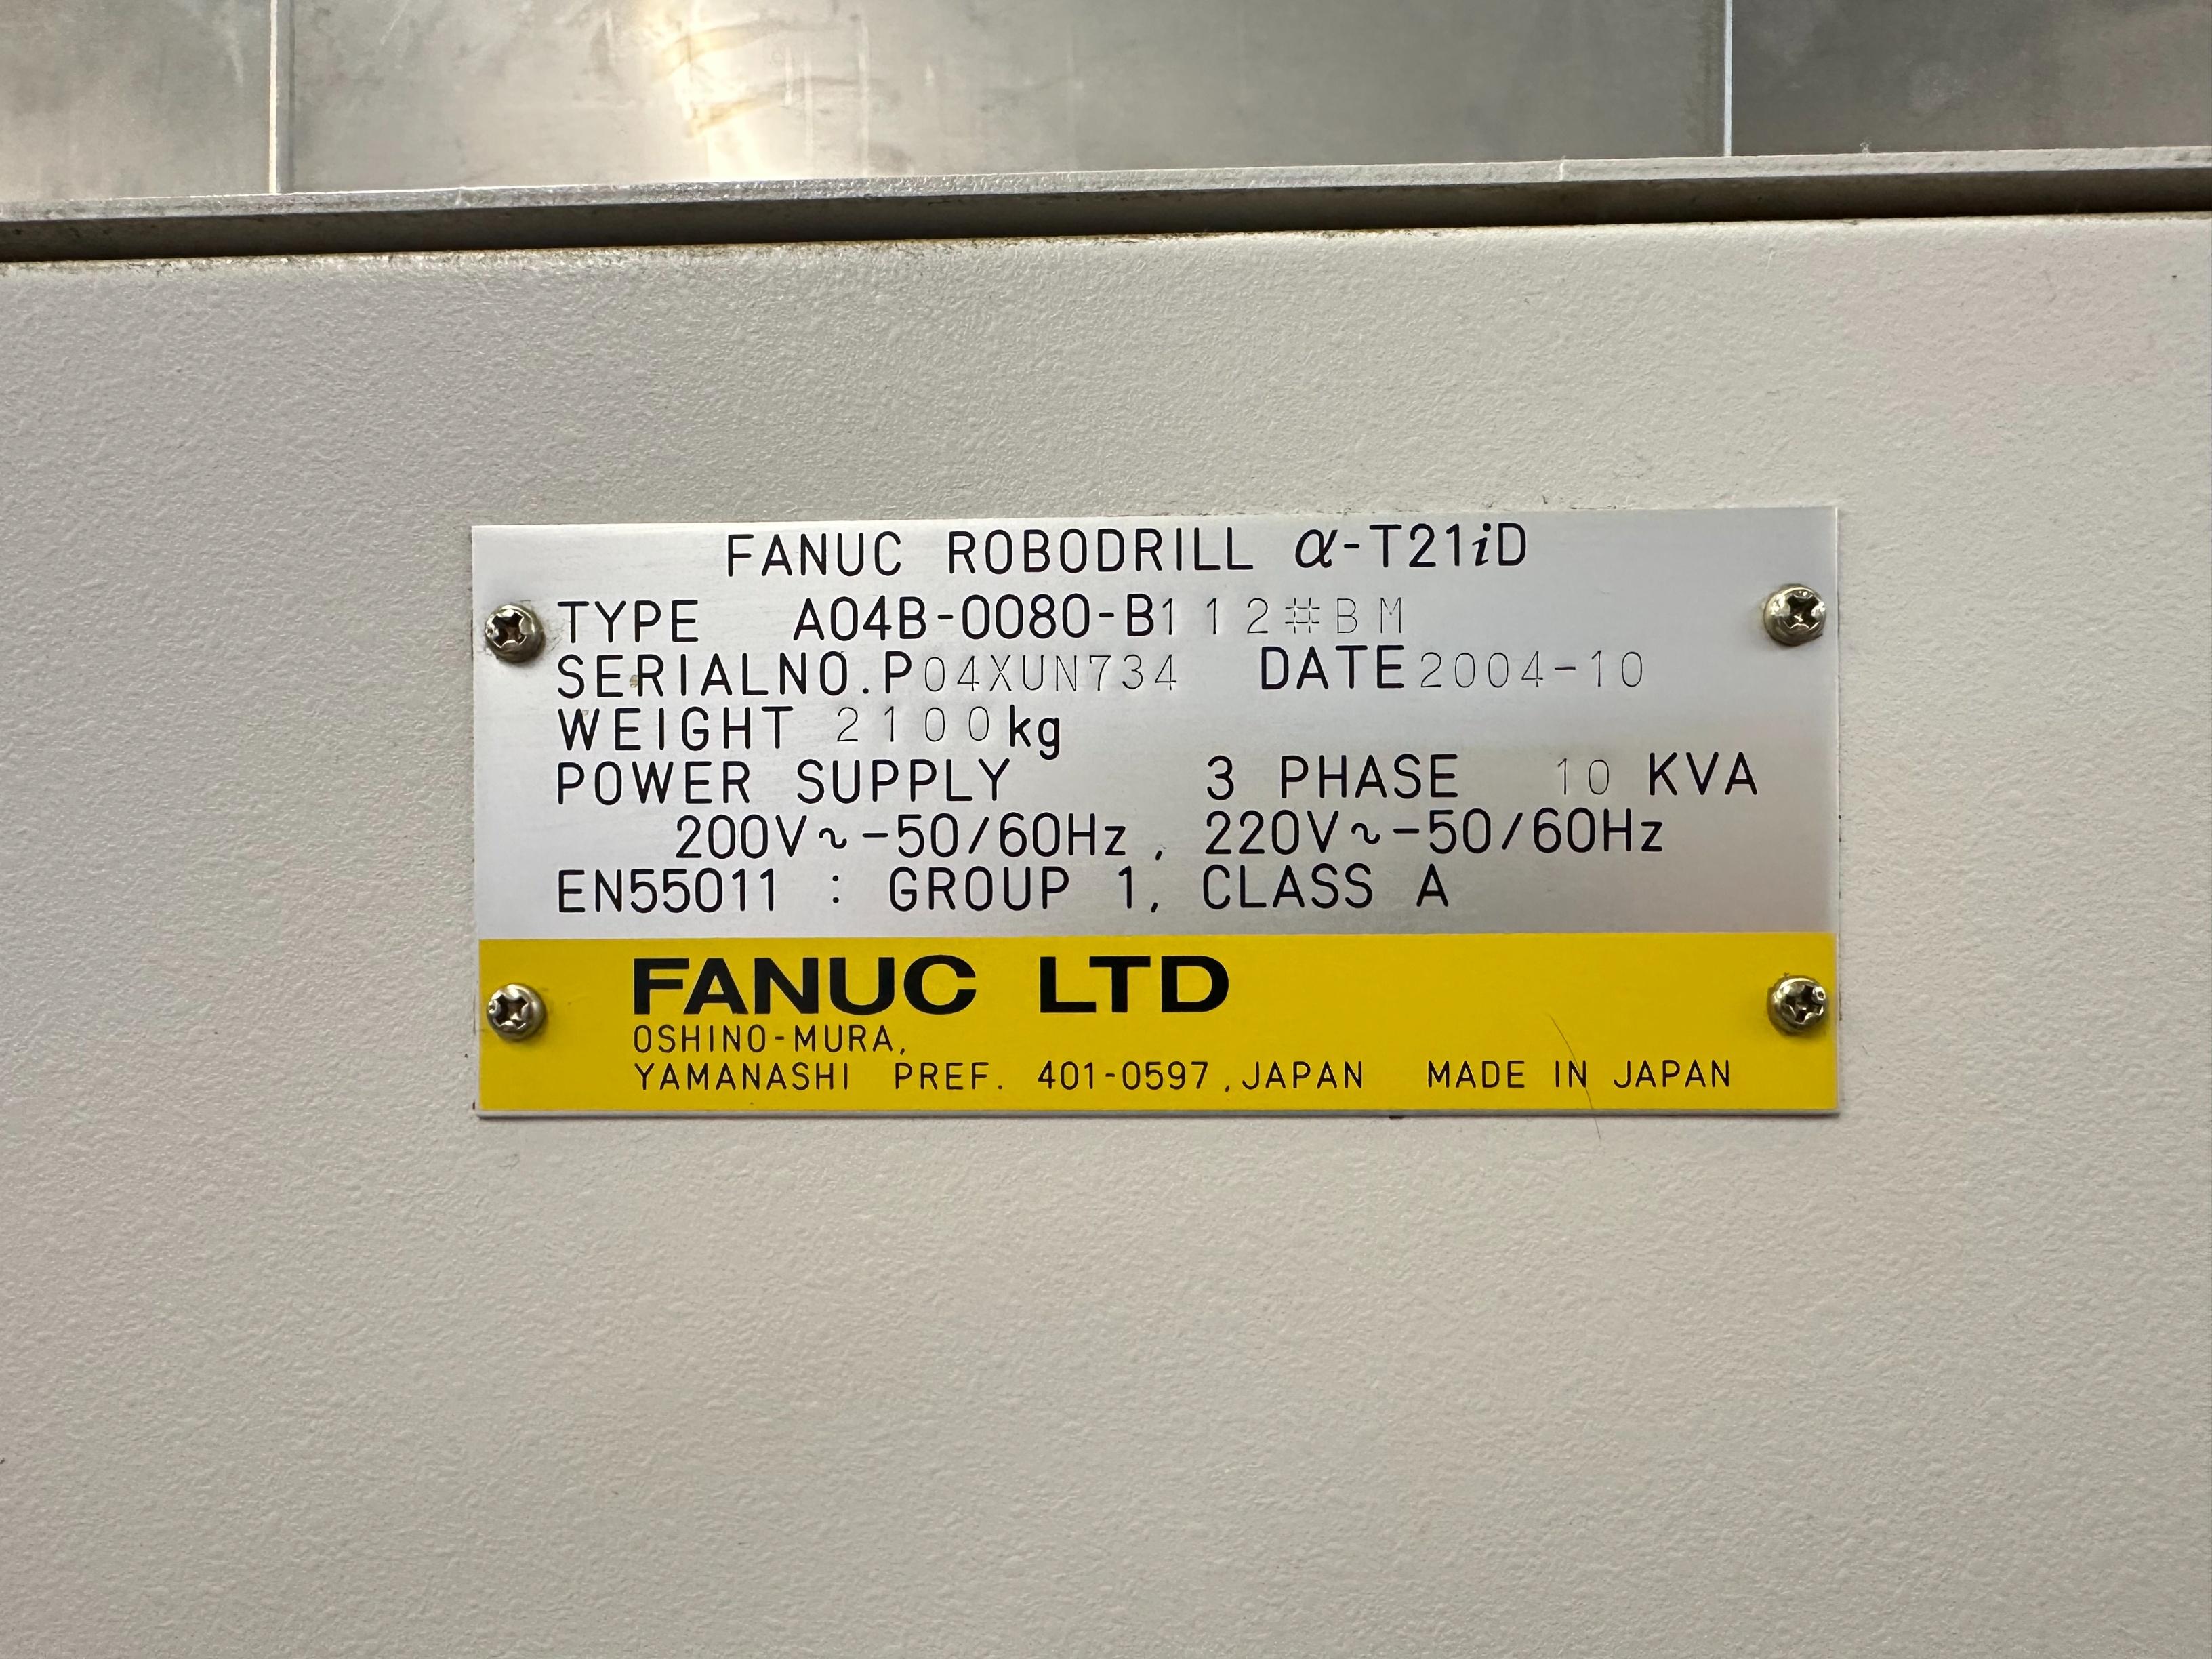 FANUC ROBODRILL α-T21iD
TYPE A04B-0080-B112#BM
SERIALNO.P04XUN734 DATE2004-10
WEIGHT 2100kg
POWER SUPPLY 3 PHASE 10 KVA
200V~-50/60Hz, 220V~-50/60Hz
EN55011 : GROUP 1, CLASS A
FANUC LTD
OSHINO-MURA,
YAMANASHI PREF. 401-0597,JAPAN MADE IN JAPAN